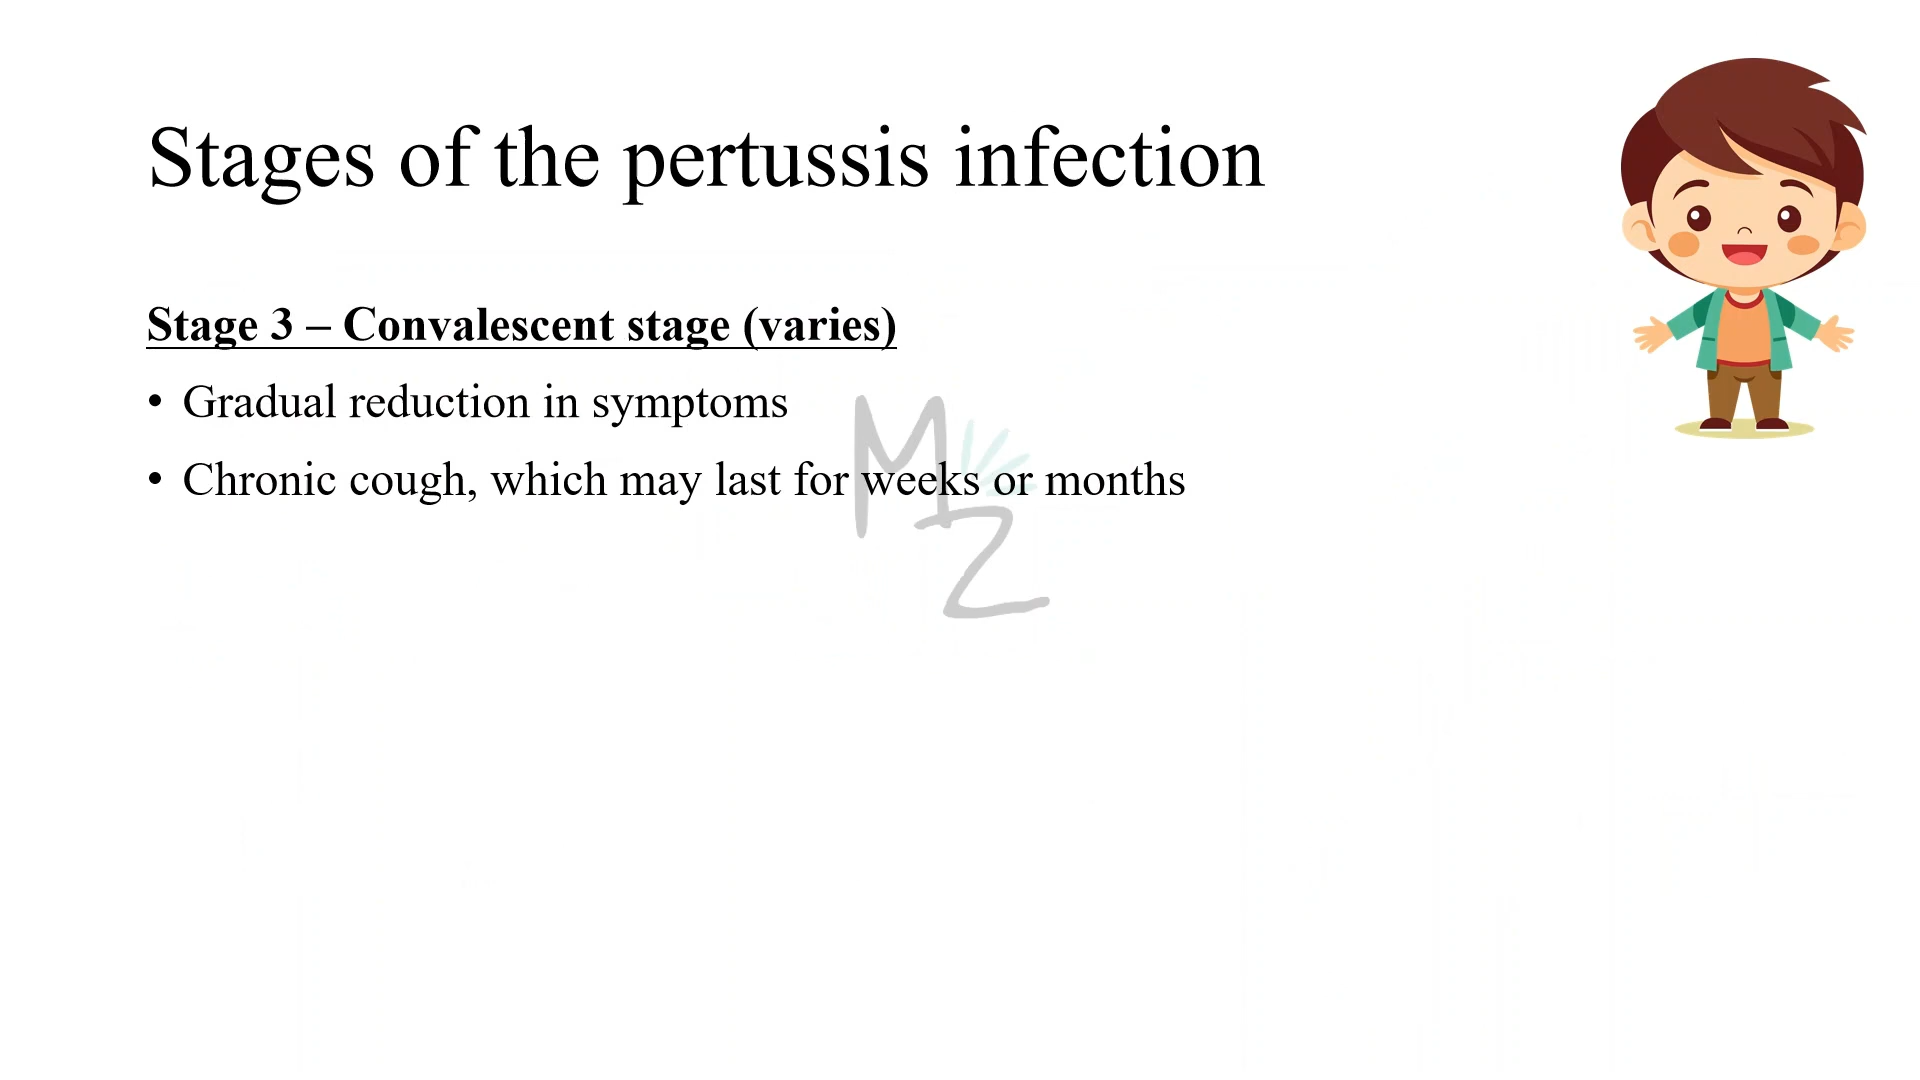 Stages of the pertussis infection
Stage 3 – Convalescent stage (varies)
• Gradual reduction in symptoms
• Chronic cough, which may last for weeks or months
MZ